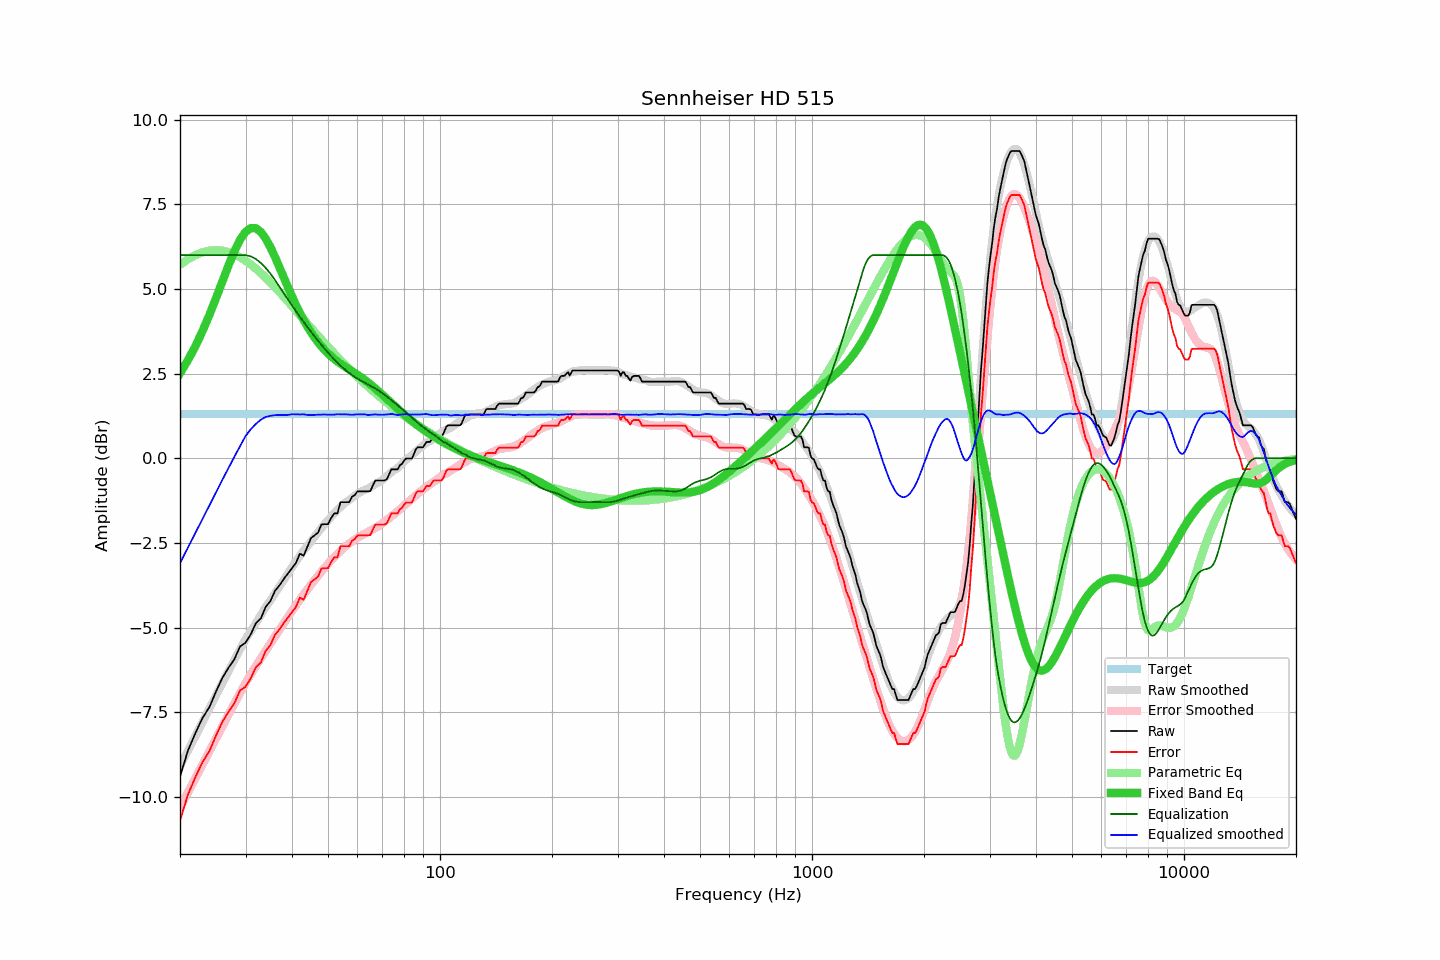 Sennheiser HD 515
10.0
7.5
5.0
2.5
0.0
−2.5
−5.0
−7.5
−10.0
Amplitude (dBr)
100
1000
10000
Frequency (Hz)
Target
Raw Smoothed
Error Smoothed
Raw
Error
Parametric Eq
Fixed Band Eq
Equalization
Equalized smoothed